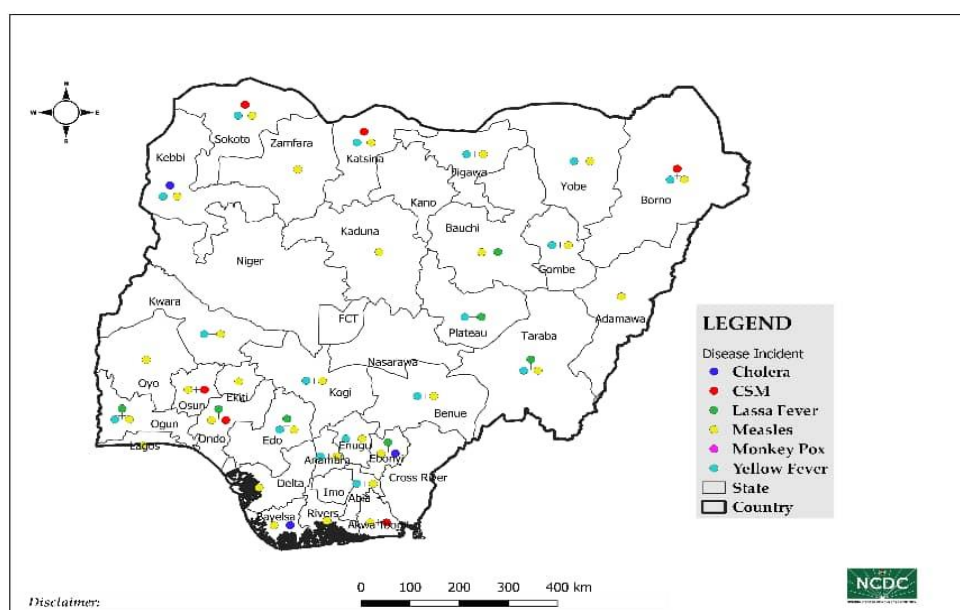 N
W E
S
Sokoto
Zamfara
Katsina
Kebbi
Jigawa
Yobe
Borno
Kano
Kaduna
Bauchi
Niger
Gombe
Kwara
FCT
Plateau
Adamawa
Taraba
Nasarawa
Oyo
Osun
Ekiti
Kogi
Benue
Ogun
Ondo
Edo
Enugu
Lagos
Anambra
Ebonyi
Cross River
Delta
Imo
Abia
Bayelsa
Rivers
Akwa Ibom
LEGEND
Disease Incident
Cholera
CSM
Lassa Fever
Measles
Monkey Pox
Yellow Fever
State
Country
0 100 200 300 400 km
NCDC
Disclaimer: